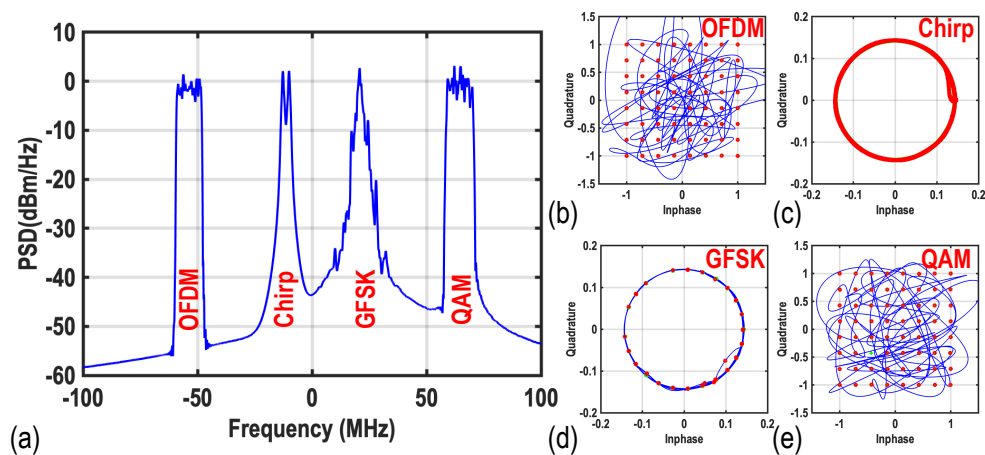 10
0
-10
-20
-30
-40
-50
-60
PSD(dBm/Hz)
OFDM
Chirp
GFSK
QAM
-100
-50
0
50
100
Frequency (MHz)
(a)
OFDM
1.5
1
0.5
0
-0.5
-1
-1.5
Quadrature
-1
0
1
Inphase
(b)
Chirp
0.2
0.1
0
-0.1
-0.2
Quadrature
-0.2
-0.1
0
0.1
0.2
Inphase
(c)
GFSK
0.2
0.1
0
-0.1
-0.2
Quadrature
-0.2
-0.1
0
0.1
0.2
Inphase
(d)
QAM
1.5
1
0.5
0
-0.5
-1
-1.5
Quadrature
-1
0
1
Inphase
(e)